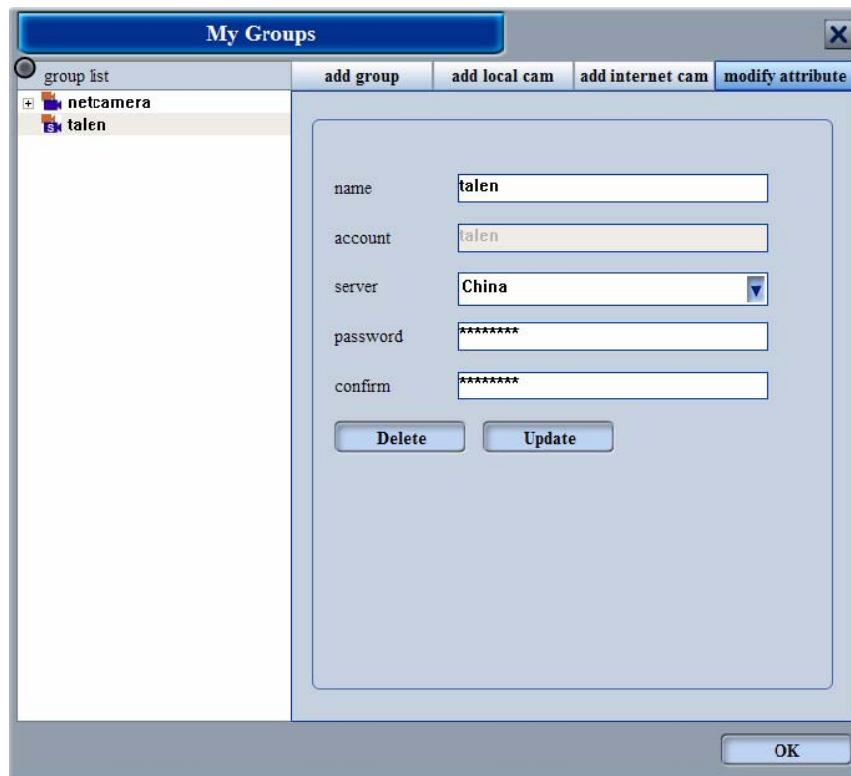 My Groups
X
group list
add group add local cam add internet cam modify attribute
netcamera
S talen
name talen
account talen
server China
password ********
confirm ********
Delete Update
OK